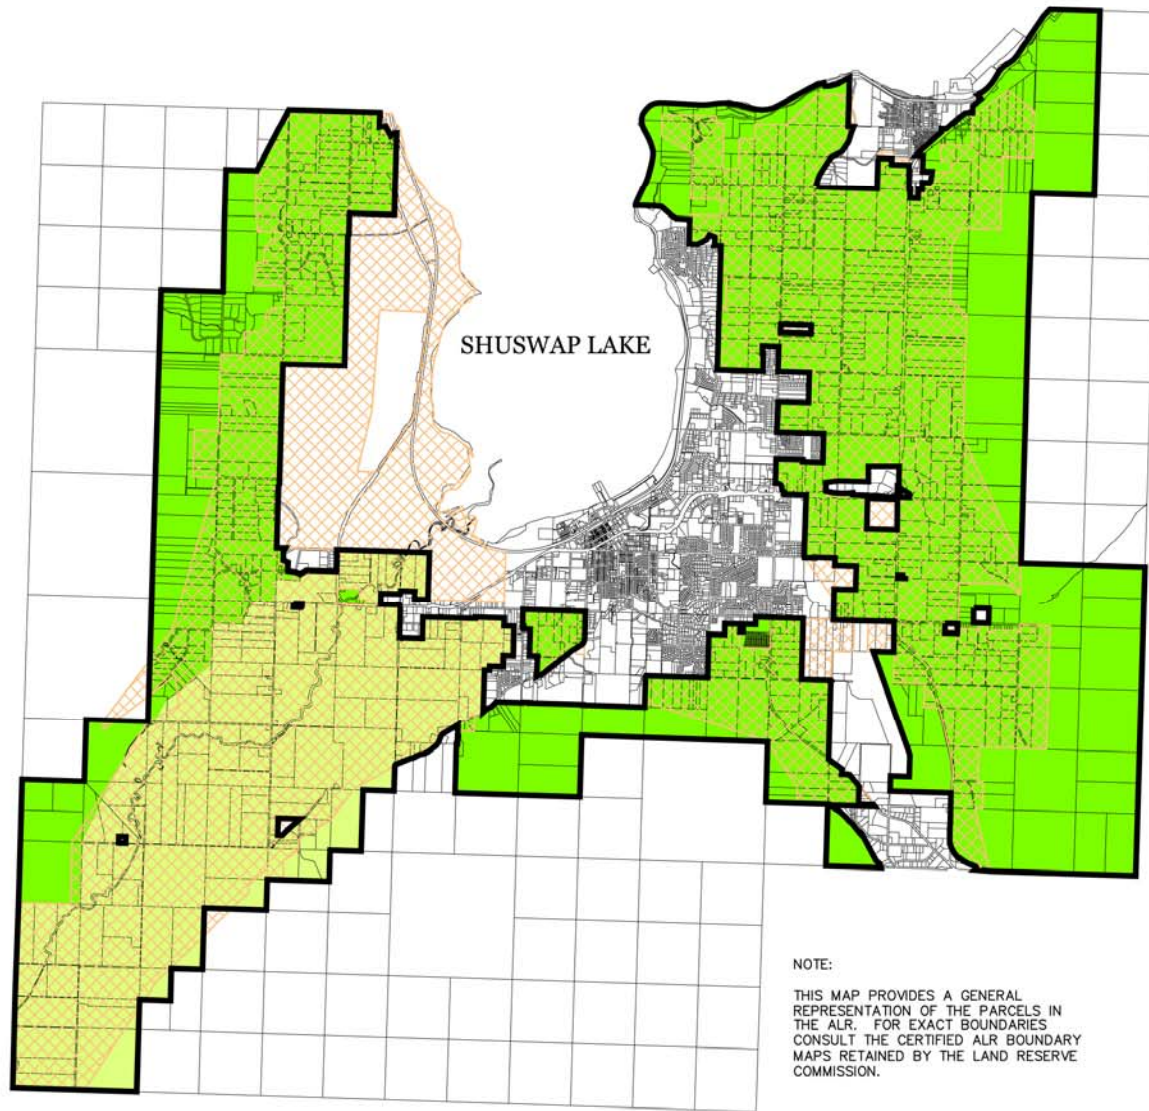 SHUSWAP LAKE
NOTE:
THIS MAP PROVIDES A GENERAL
REPRESENTATION OF THE PARCELS IN
THE ALR. FOR EXACT BOUNDARIES
CONSULT THE CERTIFIED ALR BOUNDARY
MAPS RETAINED BY THE LAND RESERVE
COMMISSION.